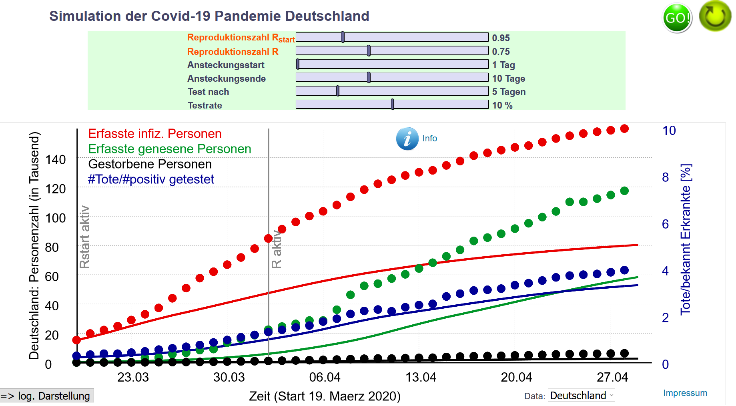 Simulation der Covid-19 Pandemie Deutschland
GO!
Reproduktionszahl Rstart 0.95
Reproduktionszahl R 0.75
Ansteckungsstart 1 Tag
Ansteckungsende 10 Tage
Test nach 5 Tagen
Testrate 10 %
Erfasste infiz. Personen
Erfasste genesene Personen
Gestorbene Personen
#Tote/#positiv getestet
i Info
Deutschland: Personenzahl (in Tausend)
140
120
100
80
60
40
20
0
Rstart aktiv
R aktiv
10
8
6
4
2
0
Tote/bekannt Erkrankte [%]
23.03 30.03 06.04 13.04 20.04 27.04
=> log. Darstellung
Zeit (Start 19. Maerz 2020)
Data: Deutschland
Impressum